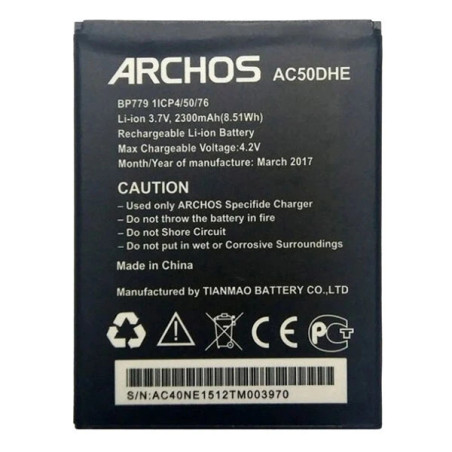 ARCHOS AC50DHE
BP779 1ICP4/50/76
Li-ion 3.7V, 2300mAh(8.51Wh)
Rechargeable Li-ion Battery
Max Chargeable Voltage:4.2V
Month/Year of manufacture: March 2017
CAUTION
- Used only ARCHOS Specifide Charger
- Do not throw the battery in fire
- Do not Shore Circuit
- Do not put in wet or Corrosive Surroundings
Made in China
Manufactured by TIANMAO BATTERY CO.,LTD
S/N:AC40NE1512TM003970